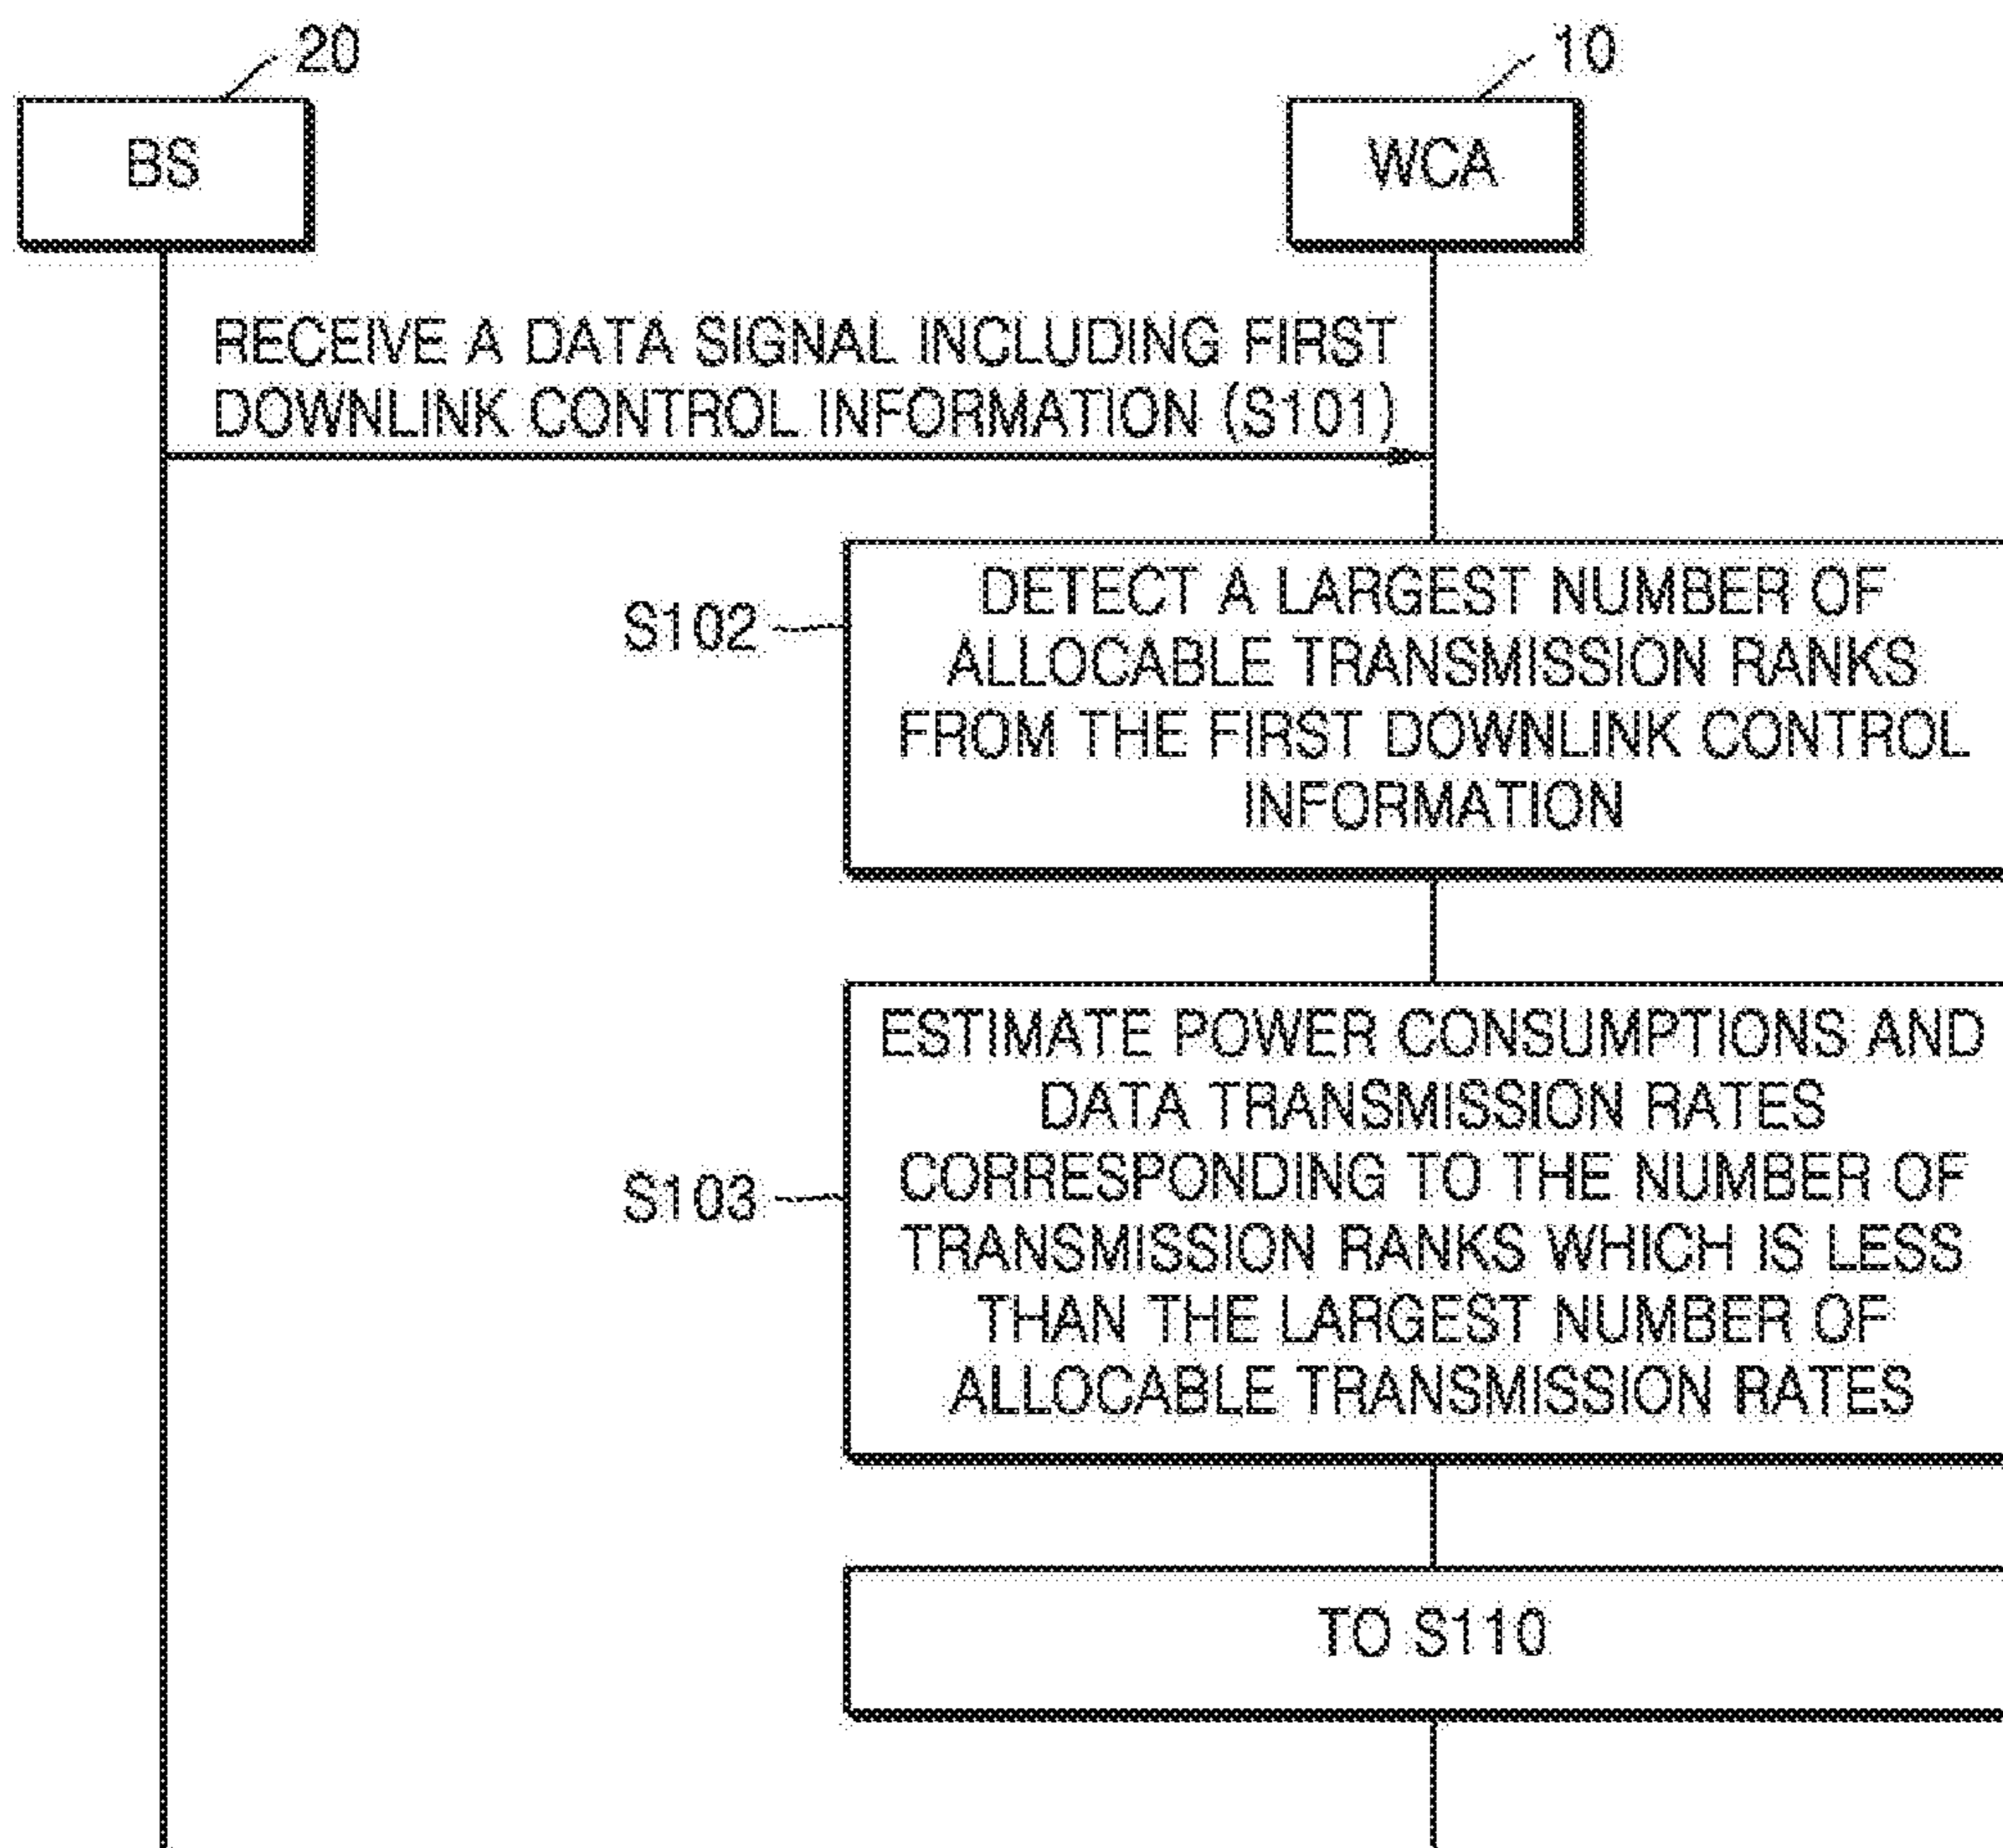 20
10
BS
WCA
RECEIVE A DATA SIGNAL INCLUDING FIRST
DOWNLINK CONTROL INFORMATION (S101)
S102
DETECT A LARGEST NUMBER OF
ALLOCABLE TRANSMISSION RANKS
FROM THE FIRST DOWNLINK CONTROL
INFORMATION
S103
ESTIMATE POWER CONSUMPTIONS AND
DATA TRANSMISSION RATES
CORRESPONDING TO THE NUMBER OF
TRANSMISSION RANKS WHICH IS LESS
THAN THE LARGEST NUMBER OF
ALLOCABLE TRANSMISSION RATES
TO S110